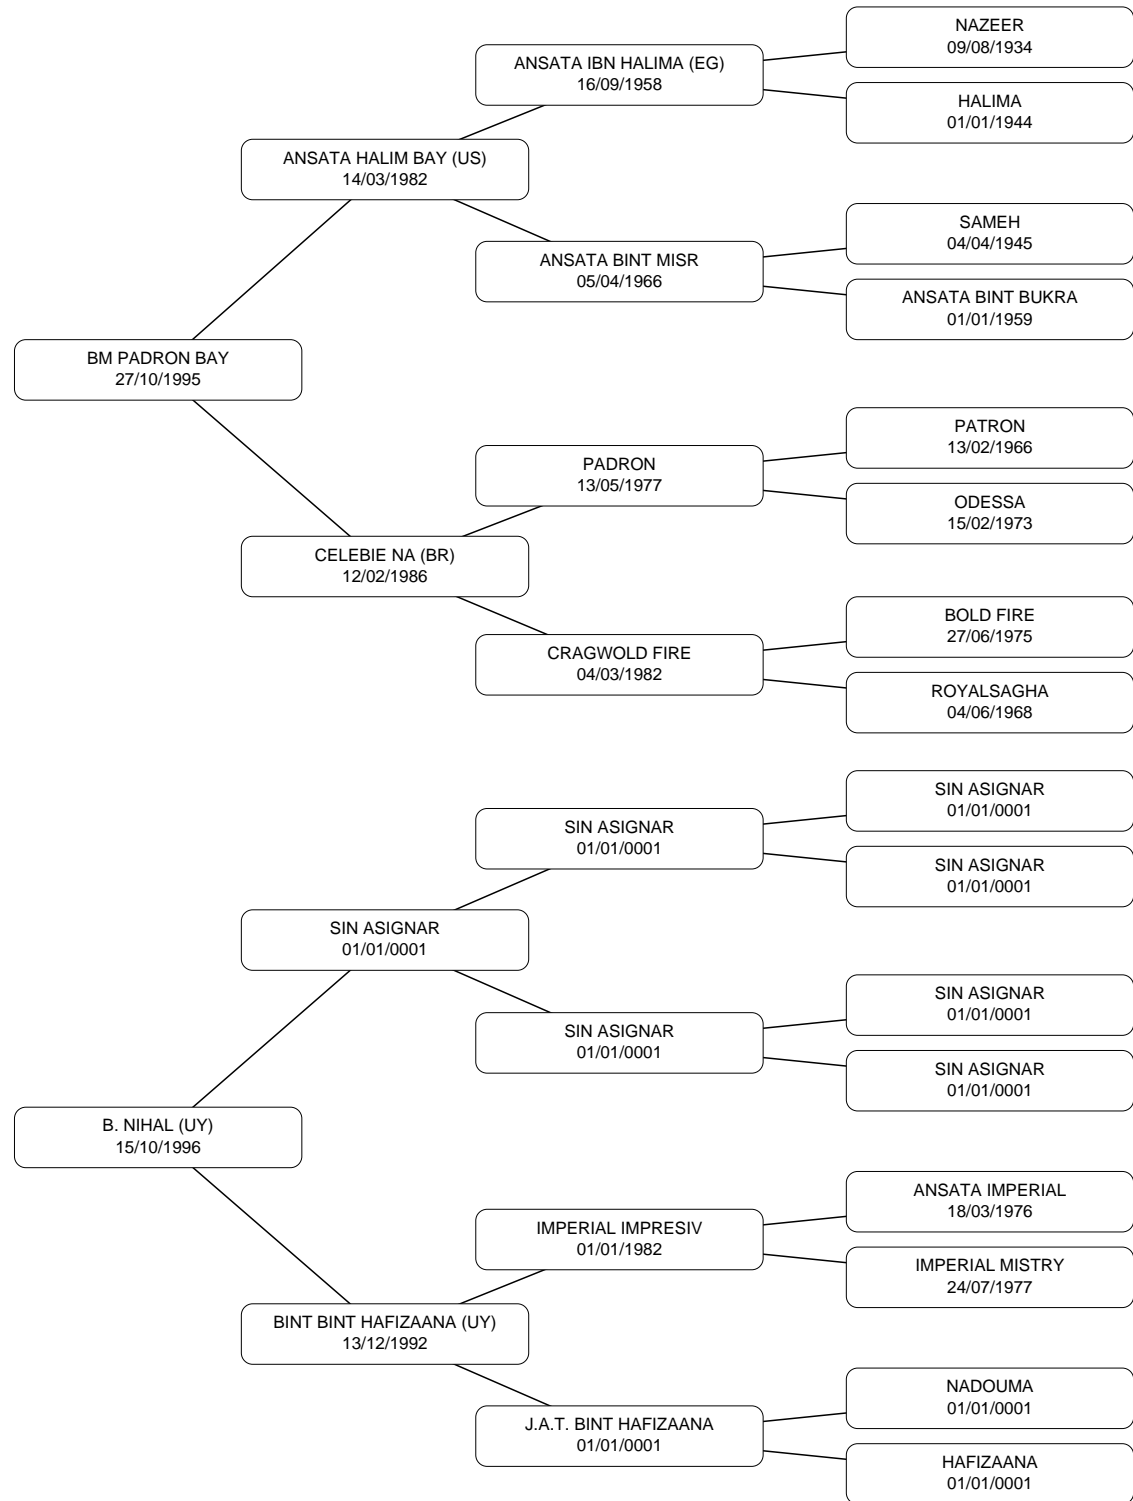 NAZEER
09/08/1934
ANSATA IBN HALIMA (EG)
16/09/1958
HALIMA
01/01/1944
ANSATA HALIM BAY (US)
14/03/1982
SAMEH
04/04/1945
ANSATA BINT MISR
05/04/1966
ANSATA BINT BUKRA
01/01/1959
BM PADRON BAY
27/10/1995
PATRON
13/02/1966
PADRON
13/05/1977
ODESSA
15/02/1973
CELEBIE NA (BR)
12/02/1986
BOLD FIRE
27/06/1975
CRAGWOLD FIRE
04/03/1982
ROYALSAGHA
04/06/1968
SIN ASIGNAR
01/01/0001
SIN ASIGNAR
01/01/0001
SIN ASIGNAR
01/01/0001
SIN ASIGNAR
01/01/0001
SIN ASIGNAR
01/01/0001
SIN ASIGNAR
01/01/0001
SIN ASIGNAR
01/01/0001
B. NIHAL (UY)
15/10/1996
ANSATA IMPERIAL
18/03/1976
IMPERIAL IMPRESIV
01/01/1982
IMPERIAL MISTRY
24/07/1977
BINT BINT HAFIZAANA (UY)
13/12/1992
NADOUMA
01/01/0001
J.A.T. BINT HAFIZAANA
01/01/0001
HAFIZAANA
01/01/0001